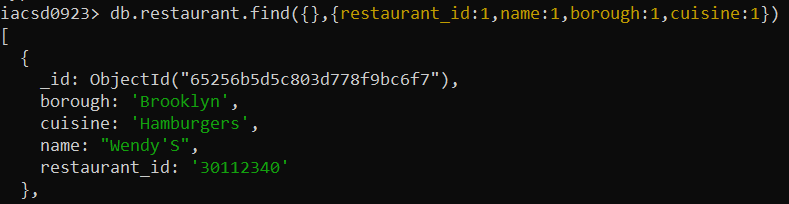 iacsd0923> db.restaurant.find({},{restaurant_id:1,name:1,borough:1,cuisine:1})
[
  {
    _id: ObjectId("65256b5d5c803d778f9bc6f7"),
    borough: 'Brooklyn',
    cuisine: 'Hamburgers',
    name: "Wendy'S",
    restaurant_id: '30112340'
  },